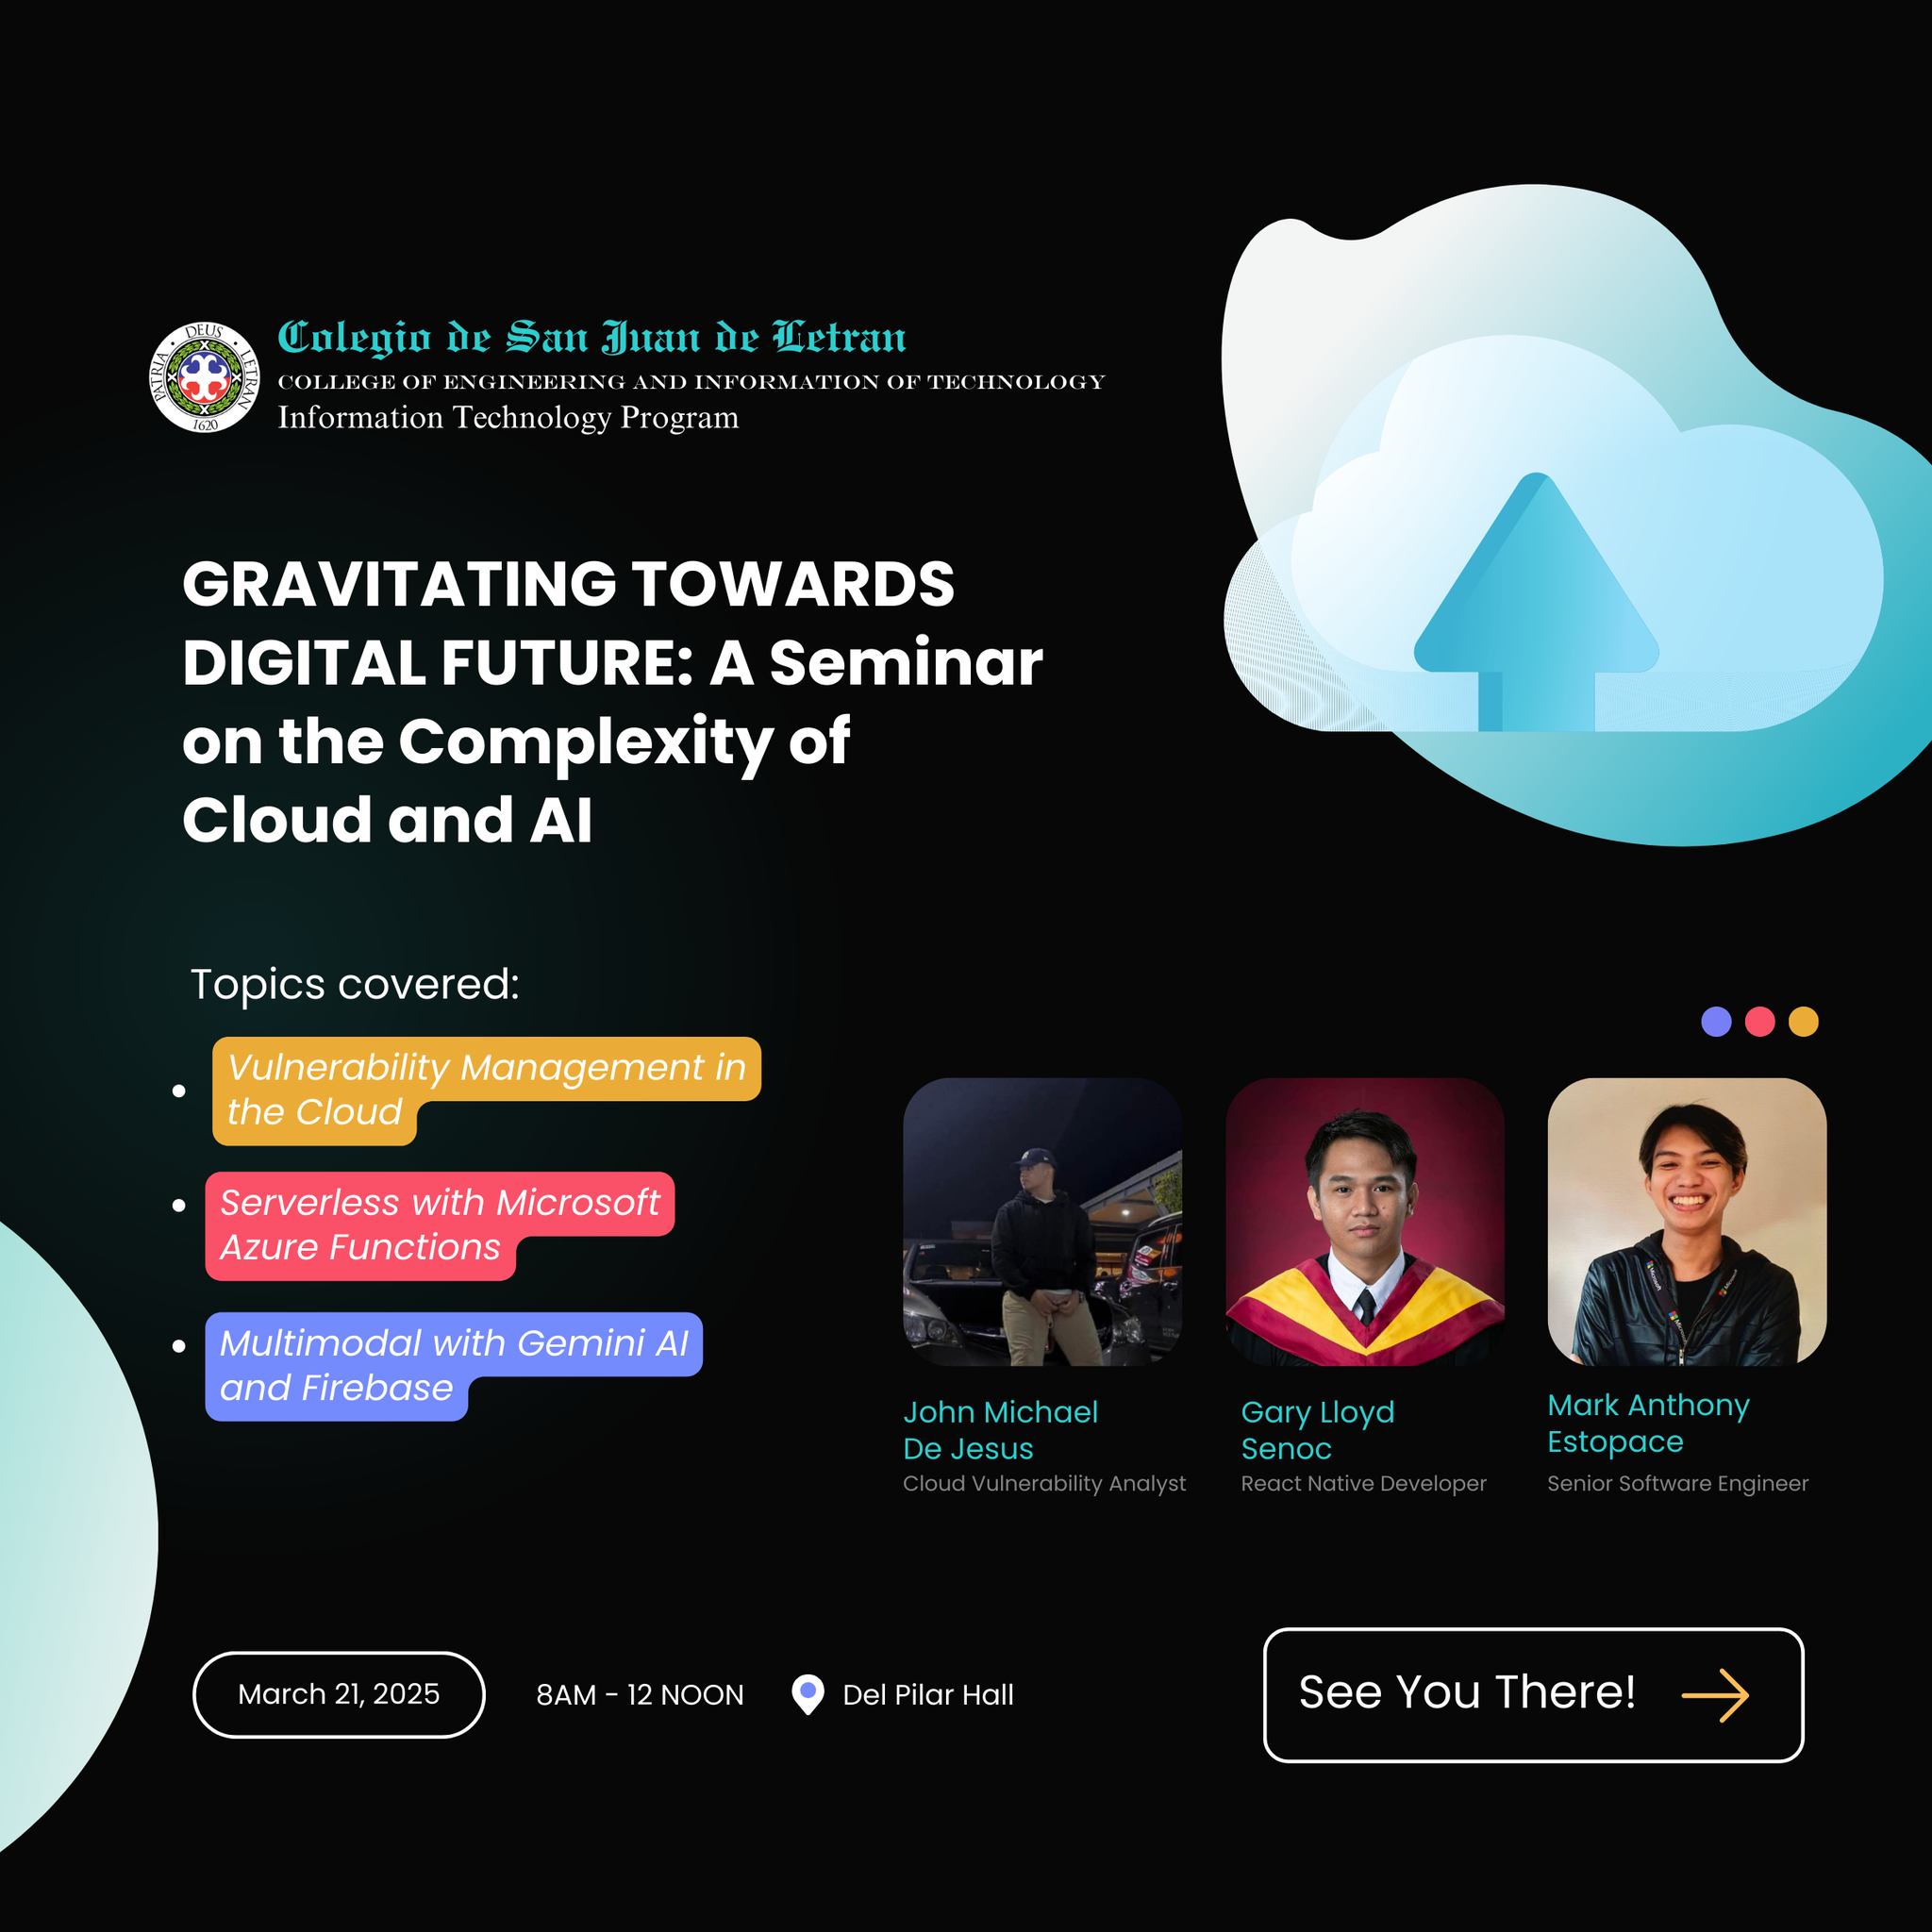 DEUS
PATRIA
LETRAN
1620
Colegio de San Juan de Letran
COLLEGE OF ENGINEERING AND INFORMATION OF TECHNOLOGY
Information Technology Program
GRAVITATING TOWARDS
DIGITAL FUTURE: A Seminar
on the Complexity of
Cloud and AI
Topics covered:
• Vulnerability Management in
the Cloud
• Serverless with Microsoft
Azure Functions
• Multimodal with Gemini AI
and Firebase
John Michael
De Jesus
Cloud Vulnerability Analyst
Gary Lloyd
Senoc
React Native Developer
Mark Anthony
Estopace
Senior Software Engineer
March 21, 2025
8AM - 12 NOON
Del Pilar Hall
See You There!